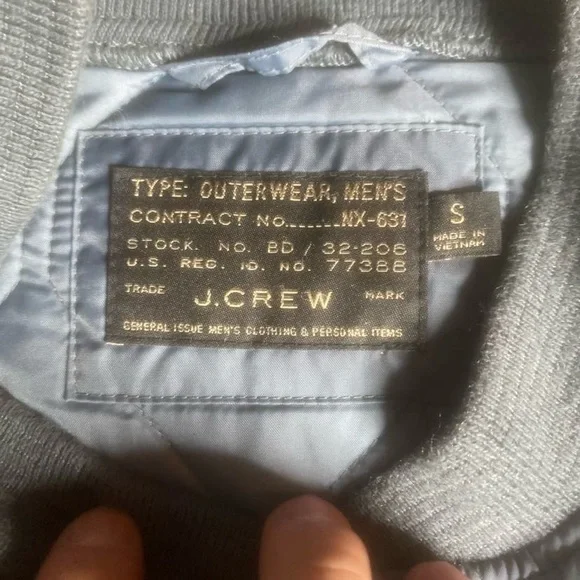 TYPE: OUTERWEAR, MEN'S
CONTRACT NO......NX-631
STOCK. NO. BD / 32-206
U.S. REG. ID. NO. 77388
TRADE J.CREW MARK
GENERAL ISSUE MEN'S CLOTHING & PERSONAL ITEMS
S
MADE IN
VIETNAM